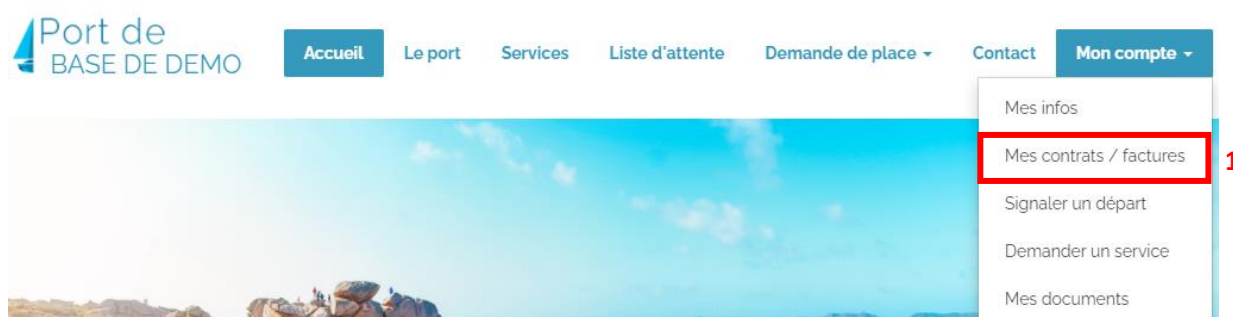 Port de
BASE DE DEMO
Accueil
Le port
Services
Liste d'attente
Demande de place
Contact
Mon compte
Mes infos
Mes contrats / factures
1
Signaler un départ
Demander un service
Mes documents